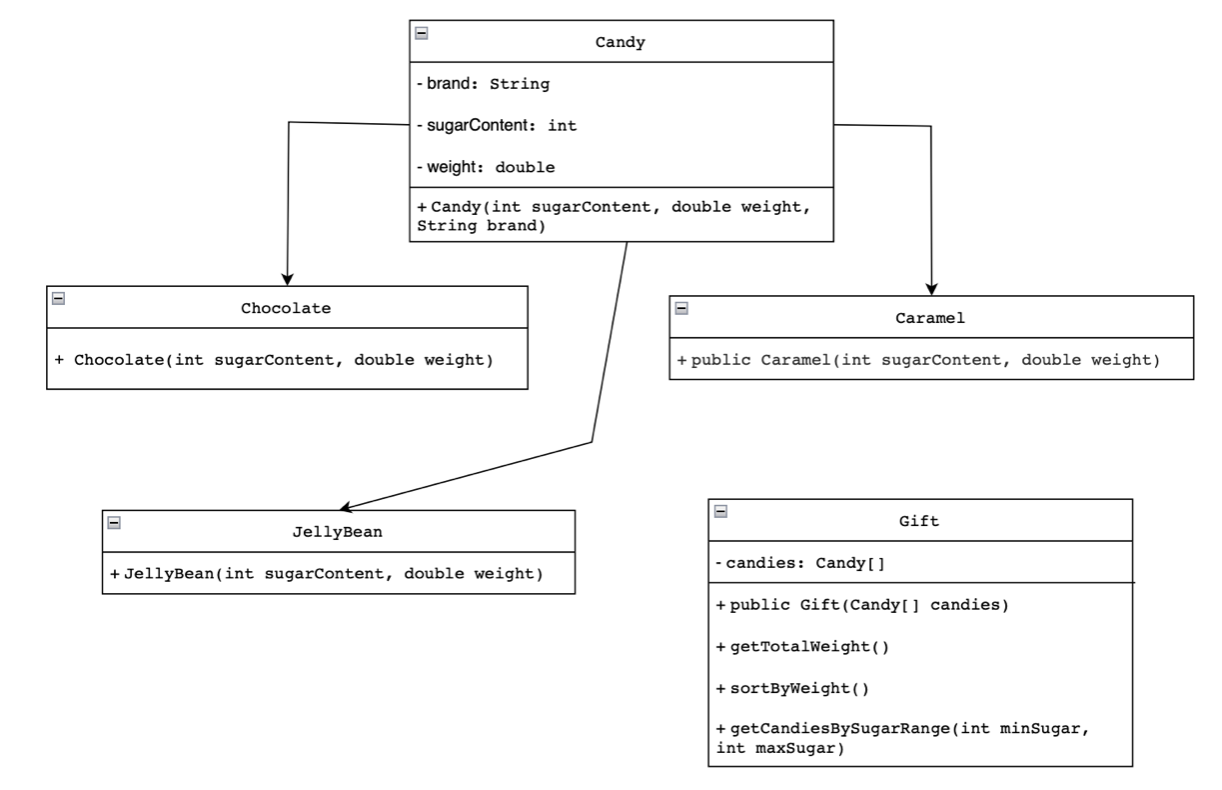 Candy
- brand: String
- sugarContent: int
- weight: double
+ Candy(int sugarContent, double weight,
String brand)
Chocolate
+ Chocolate(int sugarContent, double weight)
Caramel
+ public Caramel(int sugarContent, double weight)
JellyBean
+ JellyBean(int sugarContent, double weight)
Gift
- candies: Candy[]
+ public Gift(Candy[] candies)
+ getTotalWeight()
+ sortByWeight()
+ getCandiesBySugarRange(int minSugar,
int maxSugar)